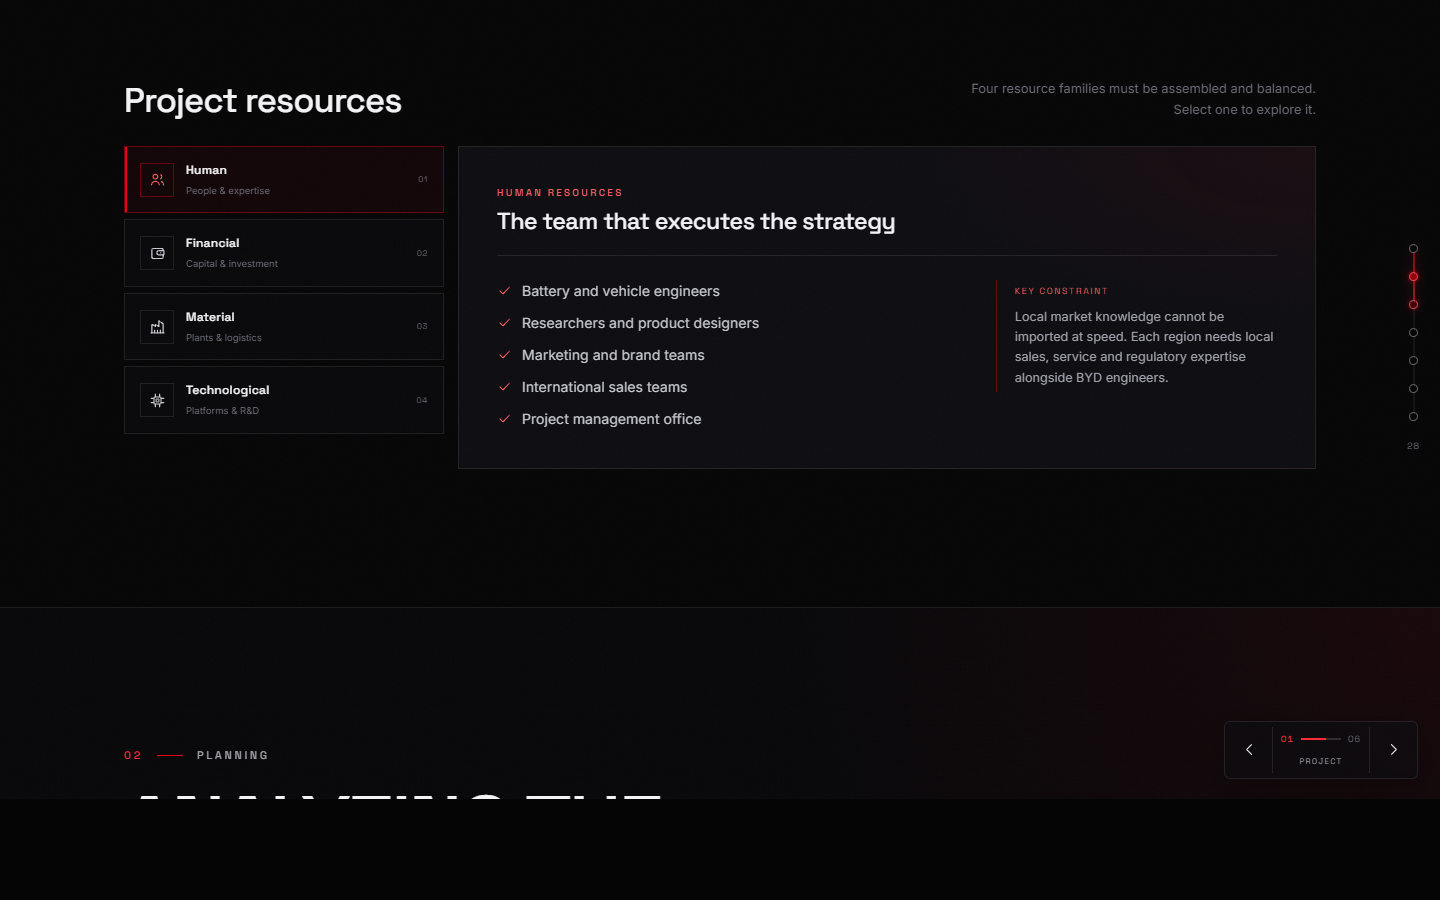 Project resources
Four resource families must be assembled and balanced.
Select one to explore it.
Human
People & expertise
01
Financial
Capital & investment
02
Material
Plants & logistics
03
Technological
Platforms & R&D
04
HUMAN RESOURCES
The team that executes the strategy
Battery and vehicle engineers
Researchers and product designers
Marketing and brand teams
International sales teams
Project management office
KEY CONSTRAINT
Local market knowledge cannot be
imported at speed. Each region needs local
sales, service and regulatory expertise
alongside BYD engineers.
28
02 — PLANNING
ANALYZING THE
01 06
PROJECT